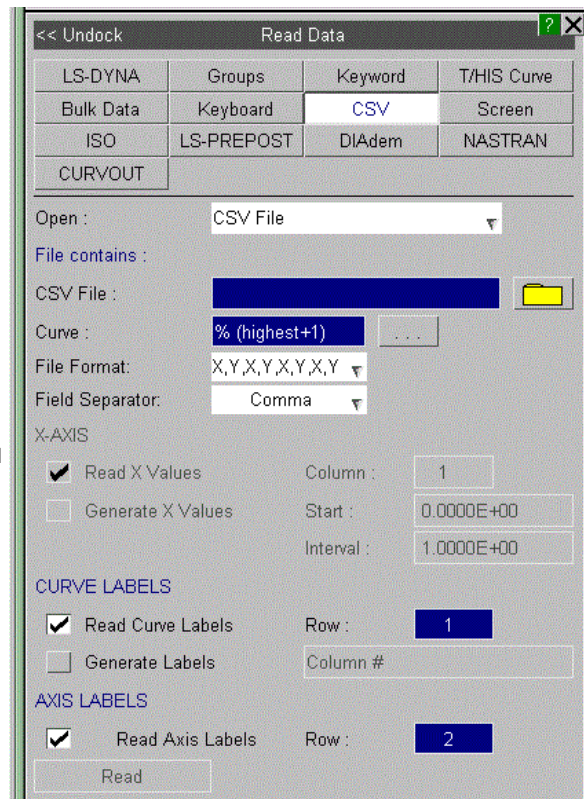 << Undock Read Data ? X
LS-DYNA Groups Keyword T/HIS Curve
Bulk Data Keyboard CSV Screen
ISO LS-PREPOST DIAdem NASTRAN
CURVOUT
Open : CSV File
File contains :
CSV File :
Curve : % (highest+1) ...
File Format: X,Y,X,Y,X,Y,X,Y
Field Separator: Comma
X-AXIS
Read X Values Column : 1
Generate X Values Start : 0.0000E+00
Interval : 1.0000E+00
CURVE LABELS
Read Curve Labels Row : 1
Generate Labels Column #
AXIS LABELS
Read Axis Labels Row : 2
Read